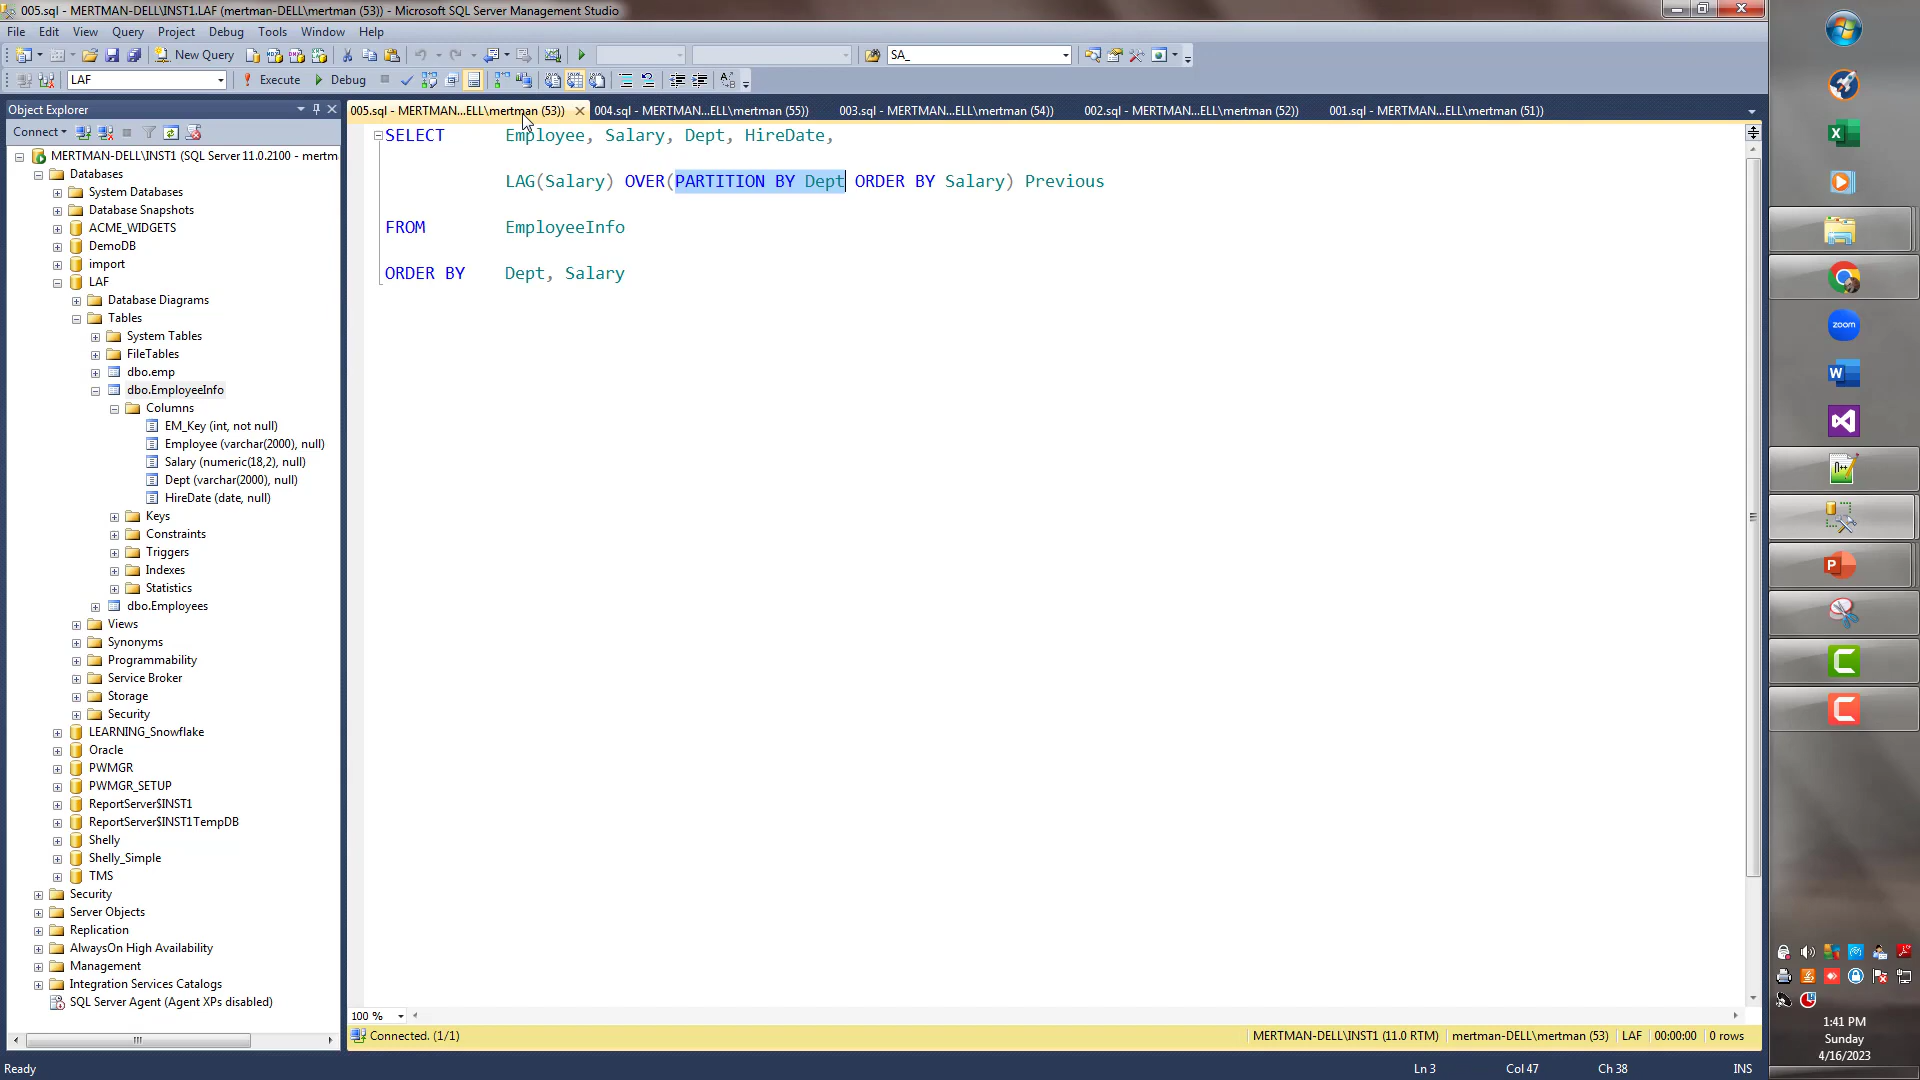 005.sql - MERTMAN-DELL\INST1.LAF (mertman-DELL\mertman (53)) - Microsoft SQL Server Management Studio
File Edit View Query Project Debug Tools Window Help
New Query SA_
LAF Execute Debug
Object Explorer
005.sql - MERTMAN...ELL\mertman (53)) 004.sql - MERTMAN...ELL\mertman (55)) 003.sql - MERTMAN...ELL\mertman (54)) 002.sql - MERTMAN...ELL\mertman (52)) 001.sql - MERTMAN...ELL\mertman (51))
Connect
MERTMAN-DELL\INST1 (SQL Server 11.0.2100 - mertm
Databases
System Databases
Database Snapshots
ACME_WIDGETS
DemoDB
import
LAF
Database Diagrams
Tables
System Tables
FileTables
dbo.emp
dbo.EmployeeInfo
Columns
EM_Key (int, not null)
Employee (varchar(2000), null)
Salary (numeric(18,2), null)
Dept (varchar(2000), null)
HireDate (date, null)
Keys
Constraints
Triggers
Indexes
Statistics
dbo.Employees
Views
Synonyms
Programmability
Service Broker
Storage
Security
LEARNING_Snowflake
Oracle
PWMGR
PWMGR_SETUP
ReportServer$INST1
ReportServer$INST1TempDB
Shelly
Shelly_Simple
TMS
Security
Server Objects
Replication
AlwaysOn High Availability
Management
Integration Services Catalogs
SQL Server Agent (Agent XPs disabled)
SELECT Employee, Salary, Dept, HireDate,
LAG(Salary) OVER(PARTITION BY Dept ORDER BY Salary) Previous
FROM EmployeeInfo
ORDER BY Dept, Salary
100 %
Connected. (1/1) MERTMAN-DELL\INST1 (11.0 RTM) mertman-DELL\mertman (53) LAF 00:00:00 0 rows
Ready Ln 3 Col 47 Ch 38 INS
zoom
1:41 PM
Sunday
4/16/2023